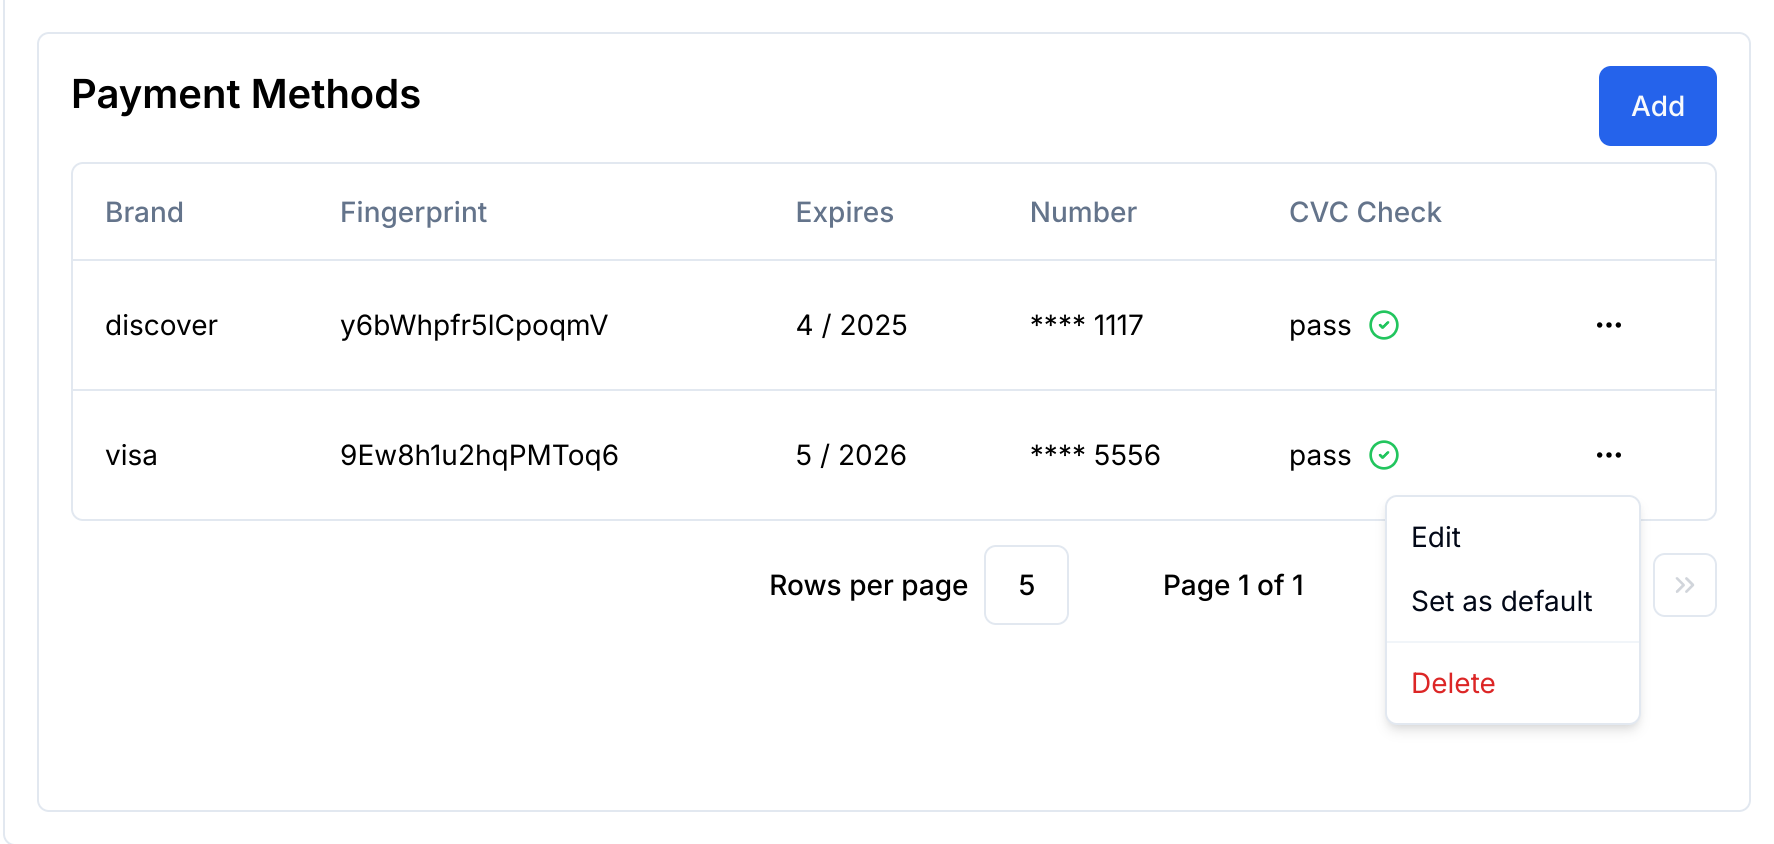 Payment Methods
Add
Brand Fingerprint Expires Number CVC Check
discover y6bWhpfr5lCpoqmV 4 / 2025 **** 1117 pass
visa 9Ew8h1u2hqPMToq6 5 / 2026 **** 5556 pass
Edit
Rows per page 5 Page 1 of 1
Set as default
Delete